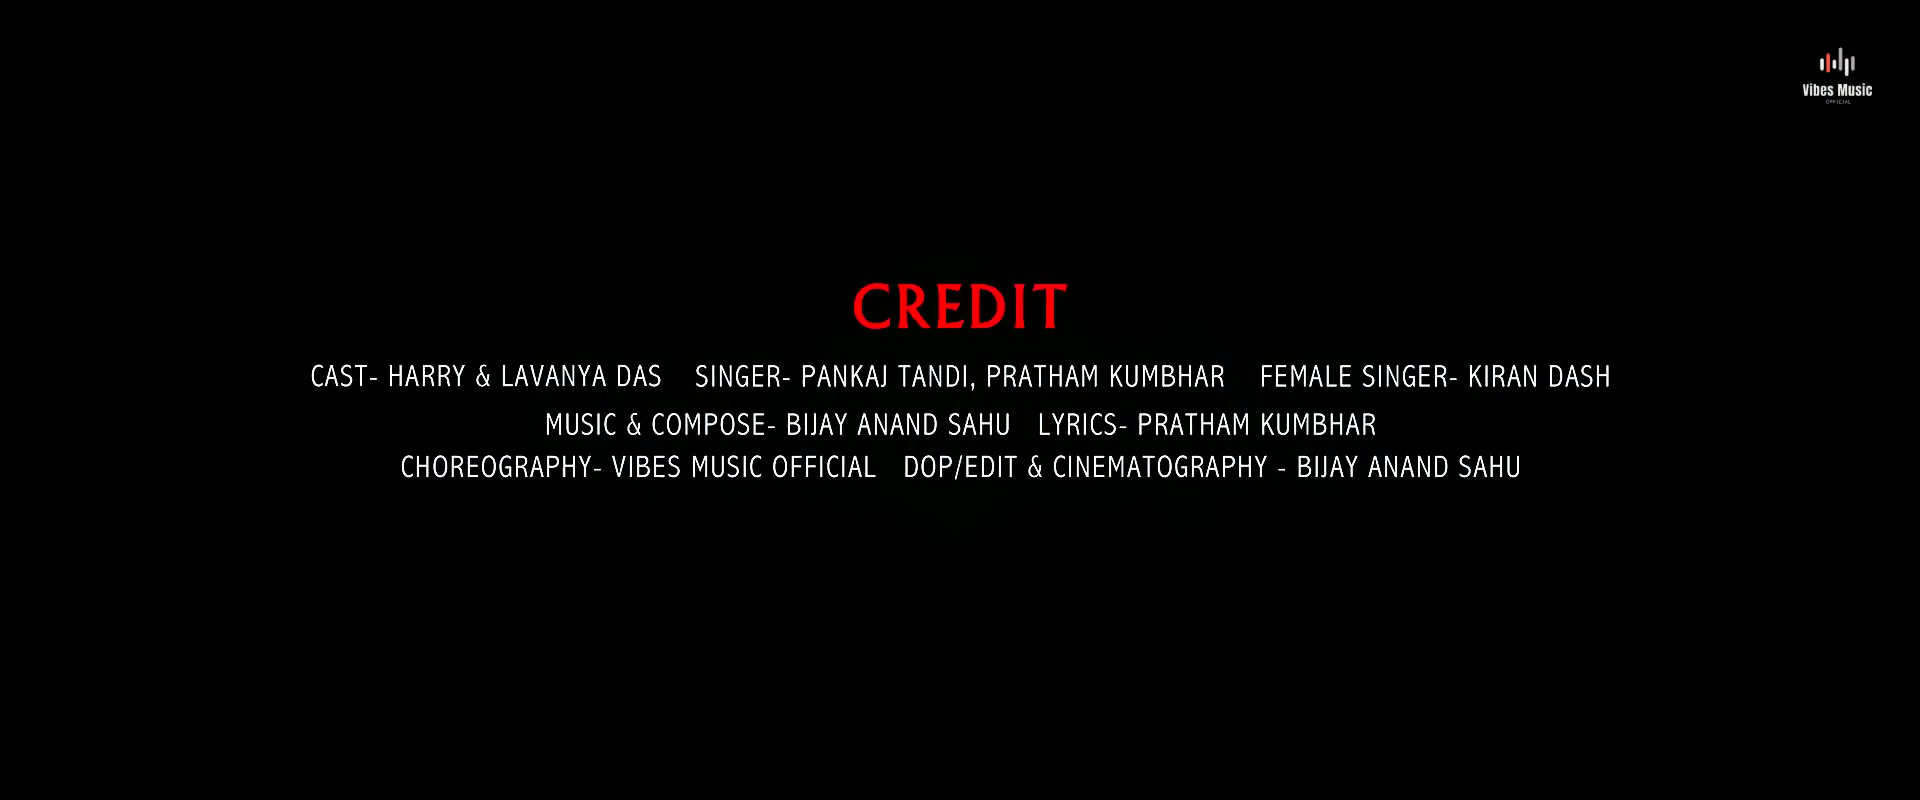 Vibes Music
OFFICIAL
CREDIT
CAST- HARRY & LAVANYA DAS SINGER- PANKAJ TANDI, PRATHAM KUMBHAR FEMALE SINGER- KIRAN DASH
MUSIC & COMPOSE- BIJAY ANAND SAHU LYRICS- PRATHAM KUMBHAR
CHOREOGRAPHY- VIBES MUSIC OFFICIAL DOP/EDIT & CINEMATOGRAPHY - BIJAY ANAND SAHU